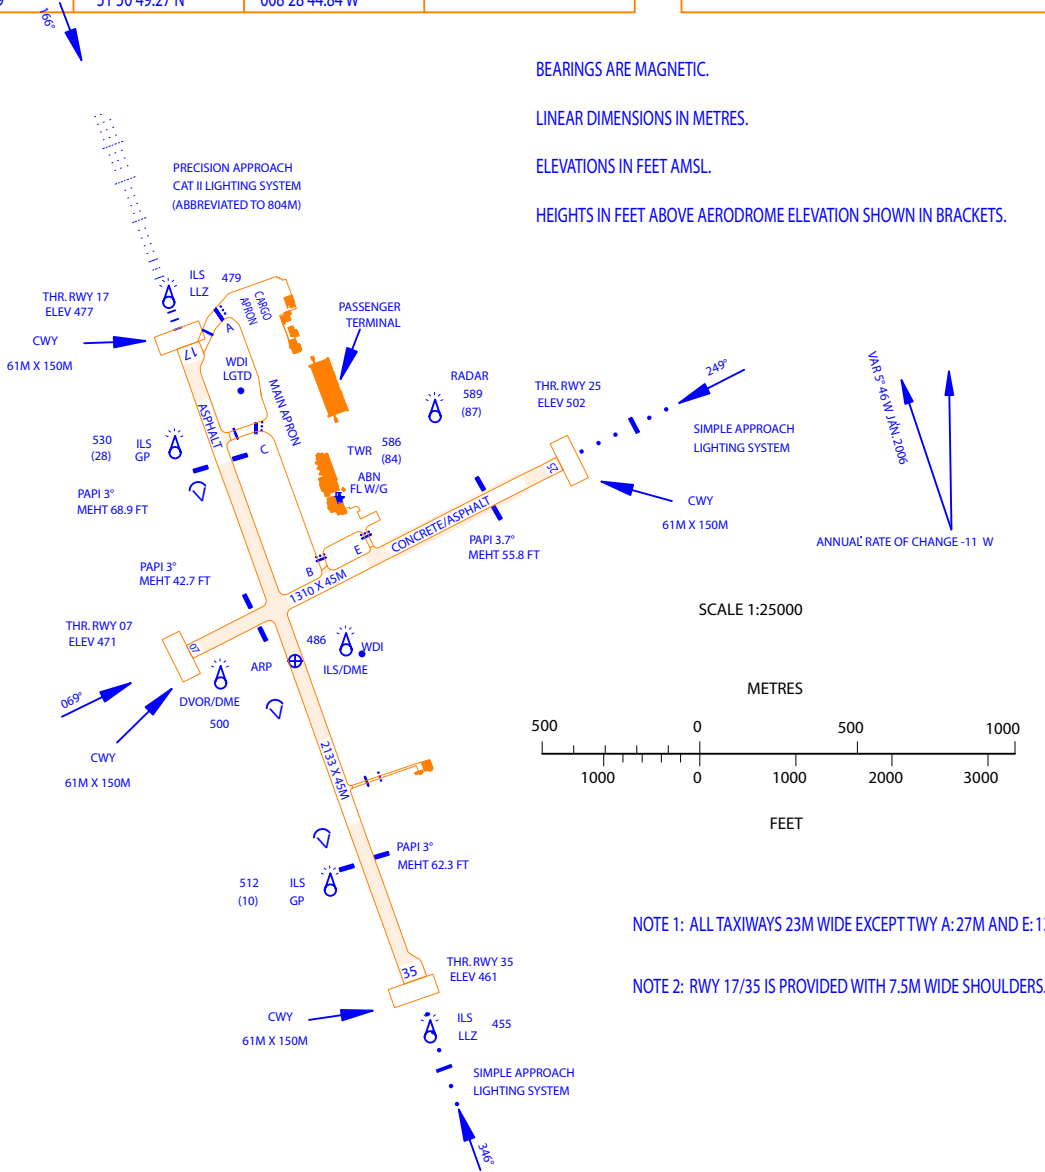 51 50 49.27 N
008 28 44.84 W
166°
BEARINGS ARE MAGNETIC.
LINEAR DIMENSIONS IN METRES.
ELEVATIONS IN FEET AMSL.
HEIGHTS IN FEET ABOVE AERODROME ELEVATION SHOWN IN BRACKETS.
PRECISION APPROACH
CAT II LIGHTING SYSTEM
(ABBREVIATED TO 804M)
ILS
LLZ
479
THR. RWY 17
ELEV 477
CWY
61M X 150M
17
A
CARGO
APRON
PASSENGER
TERMINAL
WDI
LGTD
MAIN APRON
ASPHALT
RADAR
589
(87)
THR. RWY 25
ELEV 502
249°
SIMPLE APPROACH
LIGHTING SYSTEM
VAR 5° 46 W JAN. 2006
ANNUAL RATE OF CHANGE -11 W
530
(28)
ILS
GP
C
TWR
586
(84)
ABN
FL W/G
PAPI 3°
MEHT 68.9 FT
25
CWY
61M X 150M
CONCRETE/ASPHALT
PAPI 3.7°
MEHT 55.8 FT
E
B
1310 X 45M
PAPI 3°
MEHT 42.7 FT
THR. RWY 07
ELEV 471
07
486
WDI
ILS/DME
ARP
069°
DVOR/DME
500
CWY
61M X 150M
SCALE 1:25000
METRES
500
0
500
1000
1000
0
1000
2000
3000
FEET
2133 X 45M
PAPI 3°
MEHT 62.3 FT
512
(10)
ILS
GP
NOTE 1: ALL TAXIWAYS 23M WIDE EXCEPT TWY A: 27M AND E:
NOTE 2: RWY 17/35 IS PROVIDED WITH 7.5M WIDE SHOULDERS.
35
THR. RWY 35
ELEV 461
CWY
61M X 150M
ILS
LLZ
455
SIMPLE APPROACH
LIGHTING SYSTEM
346°